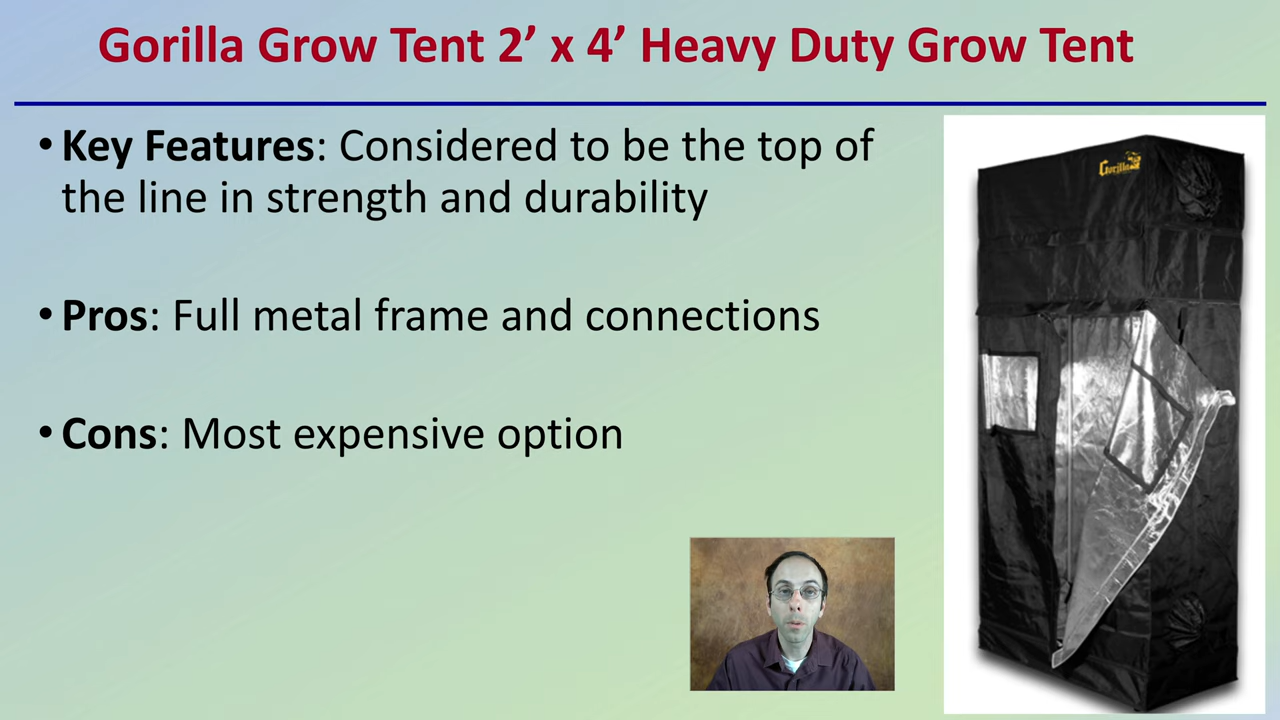 Gorilla Grow Tent 2’ x 4’ Heavy Duty Grow Tent
• Key Features: Considered to be the top of
the line in strength and durability
• Pros: Full metal frame and connections
• Cons: Most expensive option
Gorilla